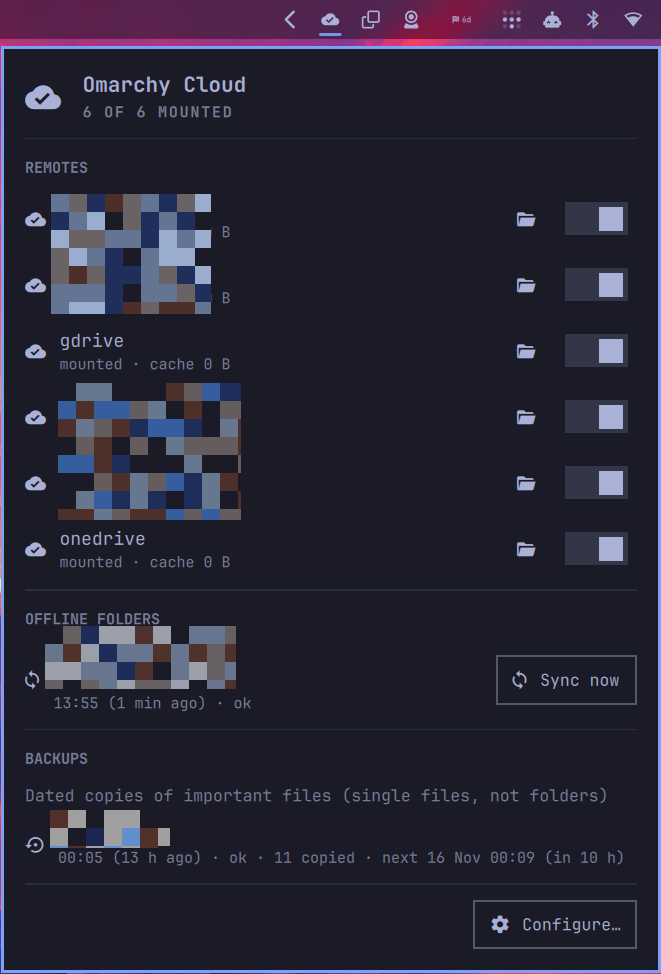 6d
Omarchy Cloud
6 OF 6 MOUNTED
REMOTES
B
B
gdrive
mounted · cache 0 B
onedrive
mounted · cache 0 B
OFFLINE FOLDERS
Sync now
13:55 (1 min ago) · ok
BACKUPS
Dated copies of important files (single files, not folders)
00:05 (13 h ago) · ok · 11 copied · next 16 Nov 00:09 (in 10 h)
Configure…